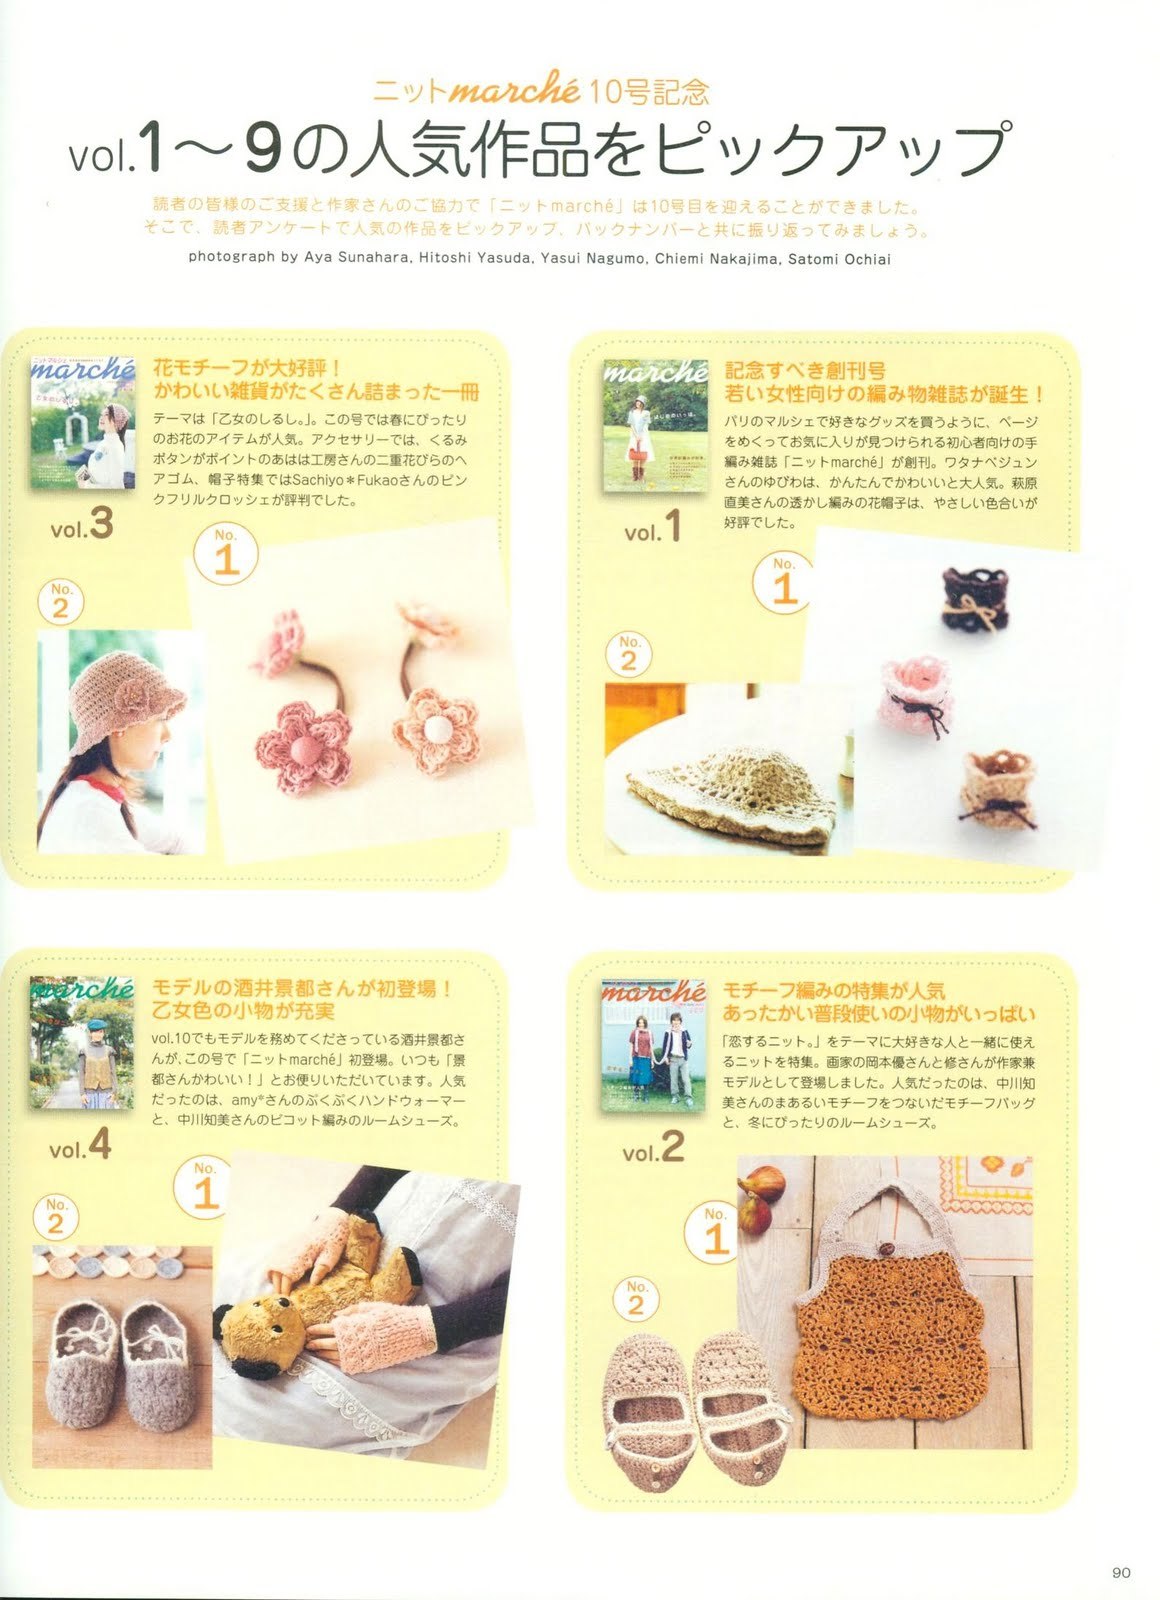 ニットmarché 10号記念
vol.1〜9の人気作品をピックアップ
読者の皆様のご支援と作家さんのご協力で「ニットmarché」は10号目を迎えることができました。
そこで、読者アンケートで人気の作品をピックアップ、バックナンバーと共に振り返ってみましょう。
photograph by Aya Sunahara, Hitoshi Yasuda, Yasui Nagumo, Chiemi Nakajima, Satomi Ochiai
marché
記念すべき創刊号
若い女性向けの編み物雑誌が誕生！
パリのマルシェで好きなグッズを買うように、ページ
をめくってお気に入りが見つけられる初心者向けの手
編み雑誌「ニットmarché」が創刊。ワタナベジュン
さんのゆびわは、かんたんでかわいいと大人気。萩原
直美さんの透かし編みの花帽子は、やさしい色合いが
好評でした。
vol.1
No.
1
No.
2
marché
モチーフ編みの特集が人気
あったかい普段使いの小物がいっぱい
「恋するニット。」をテーマに大好きな人と一緒に使え
るニットを特集。画家の岡本優さんと修さんが作家兼
モデルとして登場しました。人気だったのは、中川知
美さんのまあるいモチーフをつないだモチーフバッグ
と、冬にぴったりのルームシューズ。
vol.2
No.
1
No.
2
ニットマルシェ
marché
花モチーフが大好評！
かわいい雑貨がたくさん詰まった一冊
テーマは「乙女のしるし。」。この号では春にぴったり
のお花のアイテムが人気。アクセサリーでは、くるみ
ボタンがポイントのあはは工房さんの二重花びらのヘ
アゴム、帽子特集ではSachiyo＊Fukaoさんのピン
クフリルクロッシェが評判でした。
vol.3
No.
1
No.
2
marché
モデルの酒井景都さんが初登場！
乙女色の小物が充実
vol.10でもモデルを務めてくださっている酒井景都さ
んが、この号で「ニットmarché」初登場。いつも「景
都さんかわいい！」とお便りいただいています。人気
だったのは、amy*さんのぷくぷくハンドウォーマー
と、中川知美さんのピコット編みのルームシューズ。
vol.4
No.
1
No.
2
90